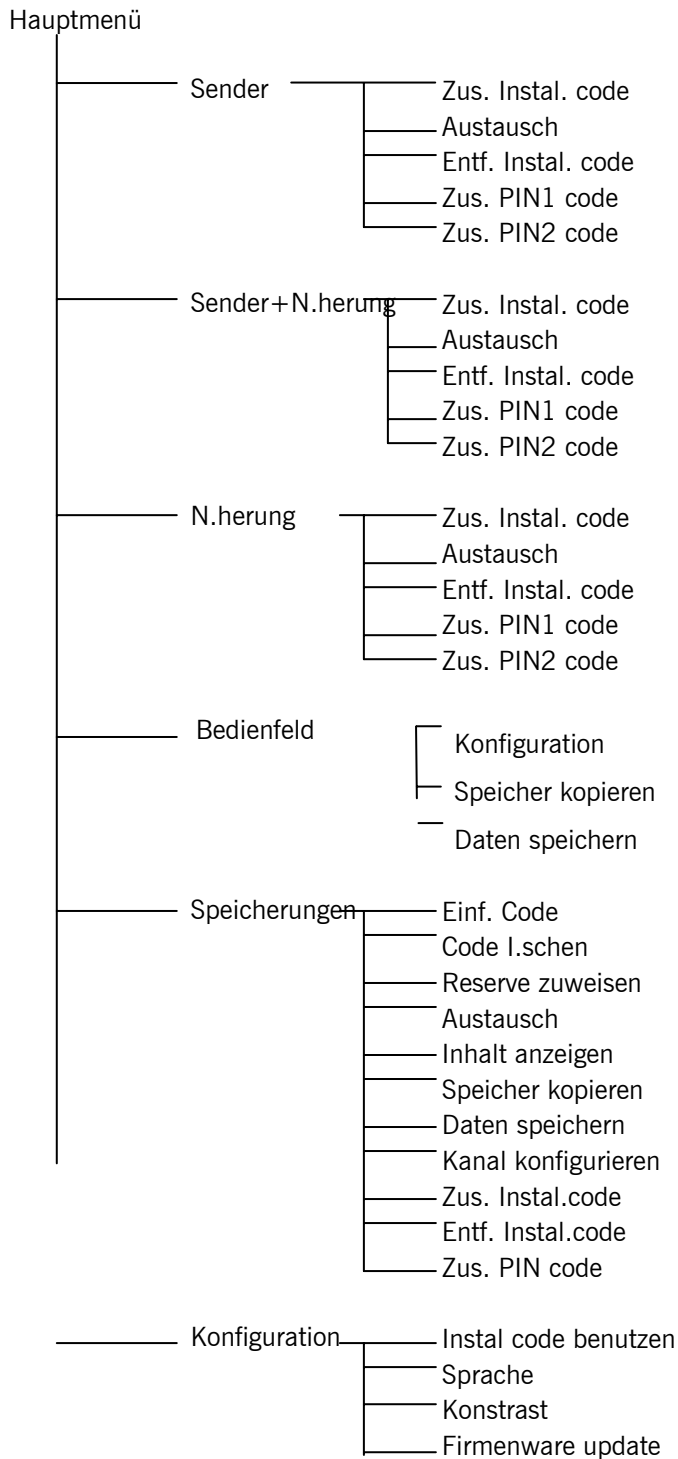 Hauptmenü
Sender
Zus. Instal. code
Austausch
Entf. Instal. code
Zus. PIN1 code
Zus. PIN2 code
Sender+N.herung
Zus. Instal. code
Austausch
Entf. Instal. code
Zus. PIN1 code
Zus. PIN2 code
N.herung
Zus. Instal. code
Austausch
Entf. Instal. code
Zus. PIN1 code
Zus. PIN2 code
Bedienfeld
Konfiguration
Speicher kopieren
Daten speichern
Speicherungen
Einf. Code
Code l.schen
Reserve zuweisen
Austausch
Inhalt anzeigen
Speicher kopieren
Daten speichern
Kanal konfigurieren
Zus. Instal.code
Entf. Instal.code
Zus. PIN code
Konfiguration
Instal code benutzen
Sprache
Konstrast
Firmenware update